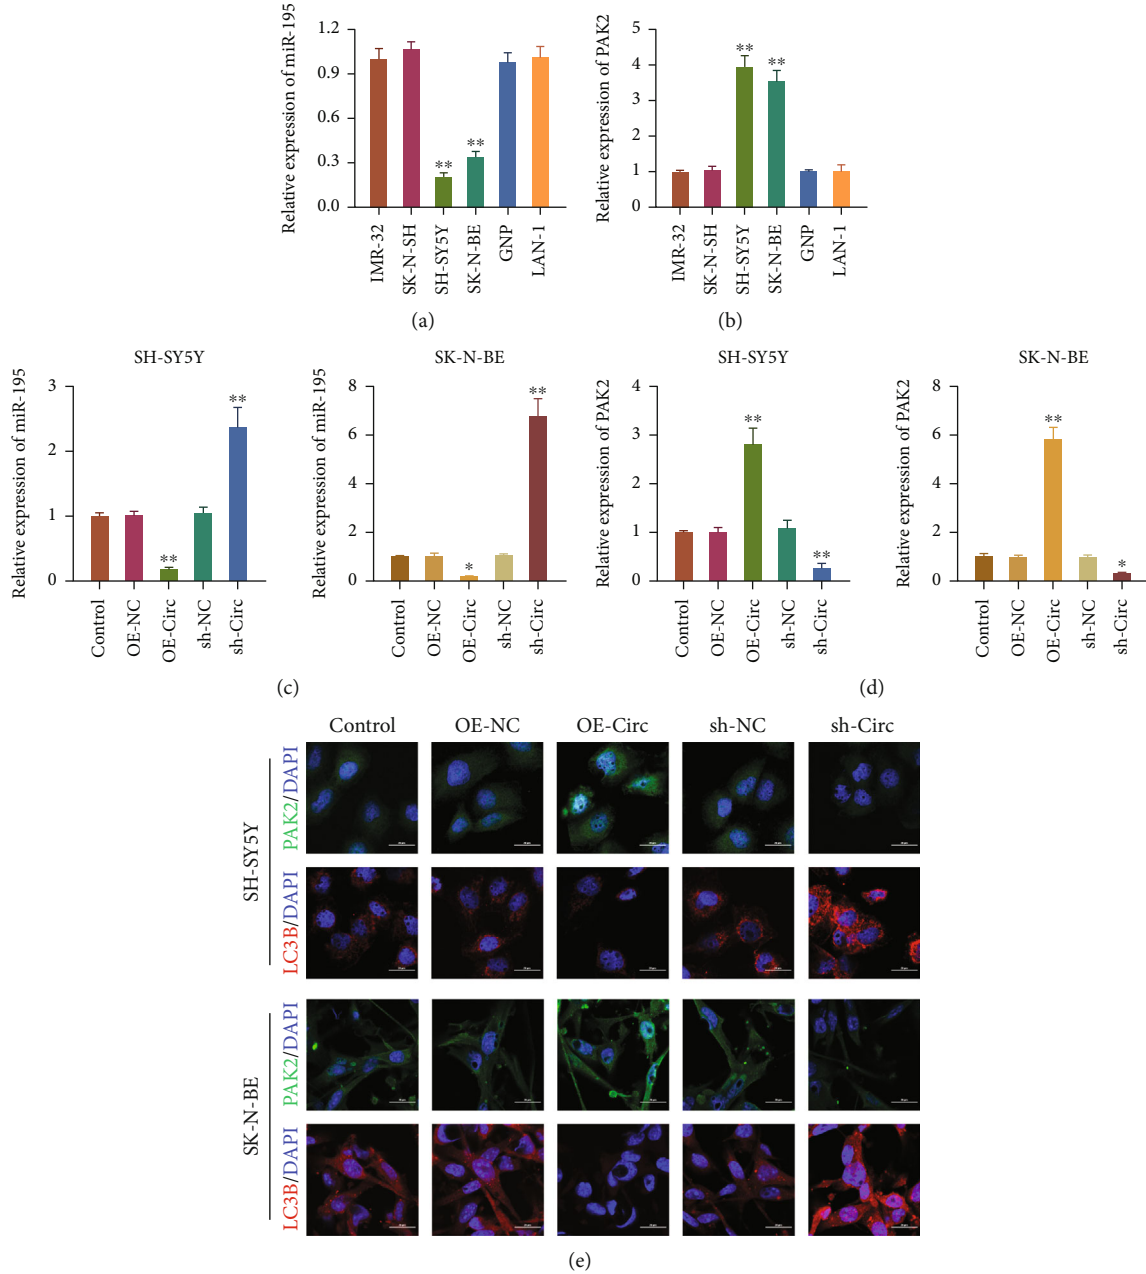 Relative expression of miR-195
1.2
0.9
0.6
0.3
0.0
**
**
IMR-32
SK-N-SH
SH-SY5Y
SK-N-BE
GNP
LAN-1
(a)
Relative expression of PAK2
5
4
3
2
1
0
**
**
IMR-32
SK-N-SH
SH-SY5Y
SK-N-BE
GNP
LAN-1
(b)
SH-SY5Y
Relative expression of miR-195
3
2
1
0
**
**
Control
OE-NC
OE-Circ
sh-NC
sh-Circ
SK-N-BE
Relative expression of miR-195
8
6
4
2
0
*
**
Control
OE-NC
OE-Circ
sh-NC
sh-Circ
(c)
SH-SY5Y
Relative expression of PAK2
4
3
2
1
0
**
**
Control
OE-NC
OE-Circ
sh-NC
sh-Circ
SK-N-BE
Relative expression of PAK2
8
6
4
2
0
**
*
Control
OE-NC
OE-Circ
sh-NC
sh-Circ
(d)
Control
OE-NC
OE-Circ
sh-NC
sh-Circ
SH-SY5Y
PAK2/DAPI
LC3B/DAPI
SK-N-BE
PAK2/DAPI
LC3B/DAPI
(e)